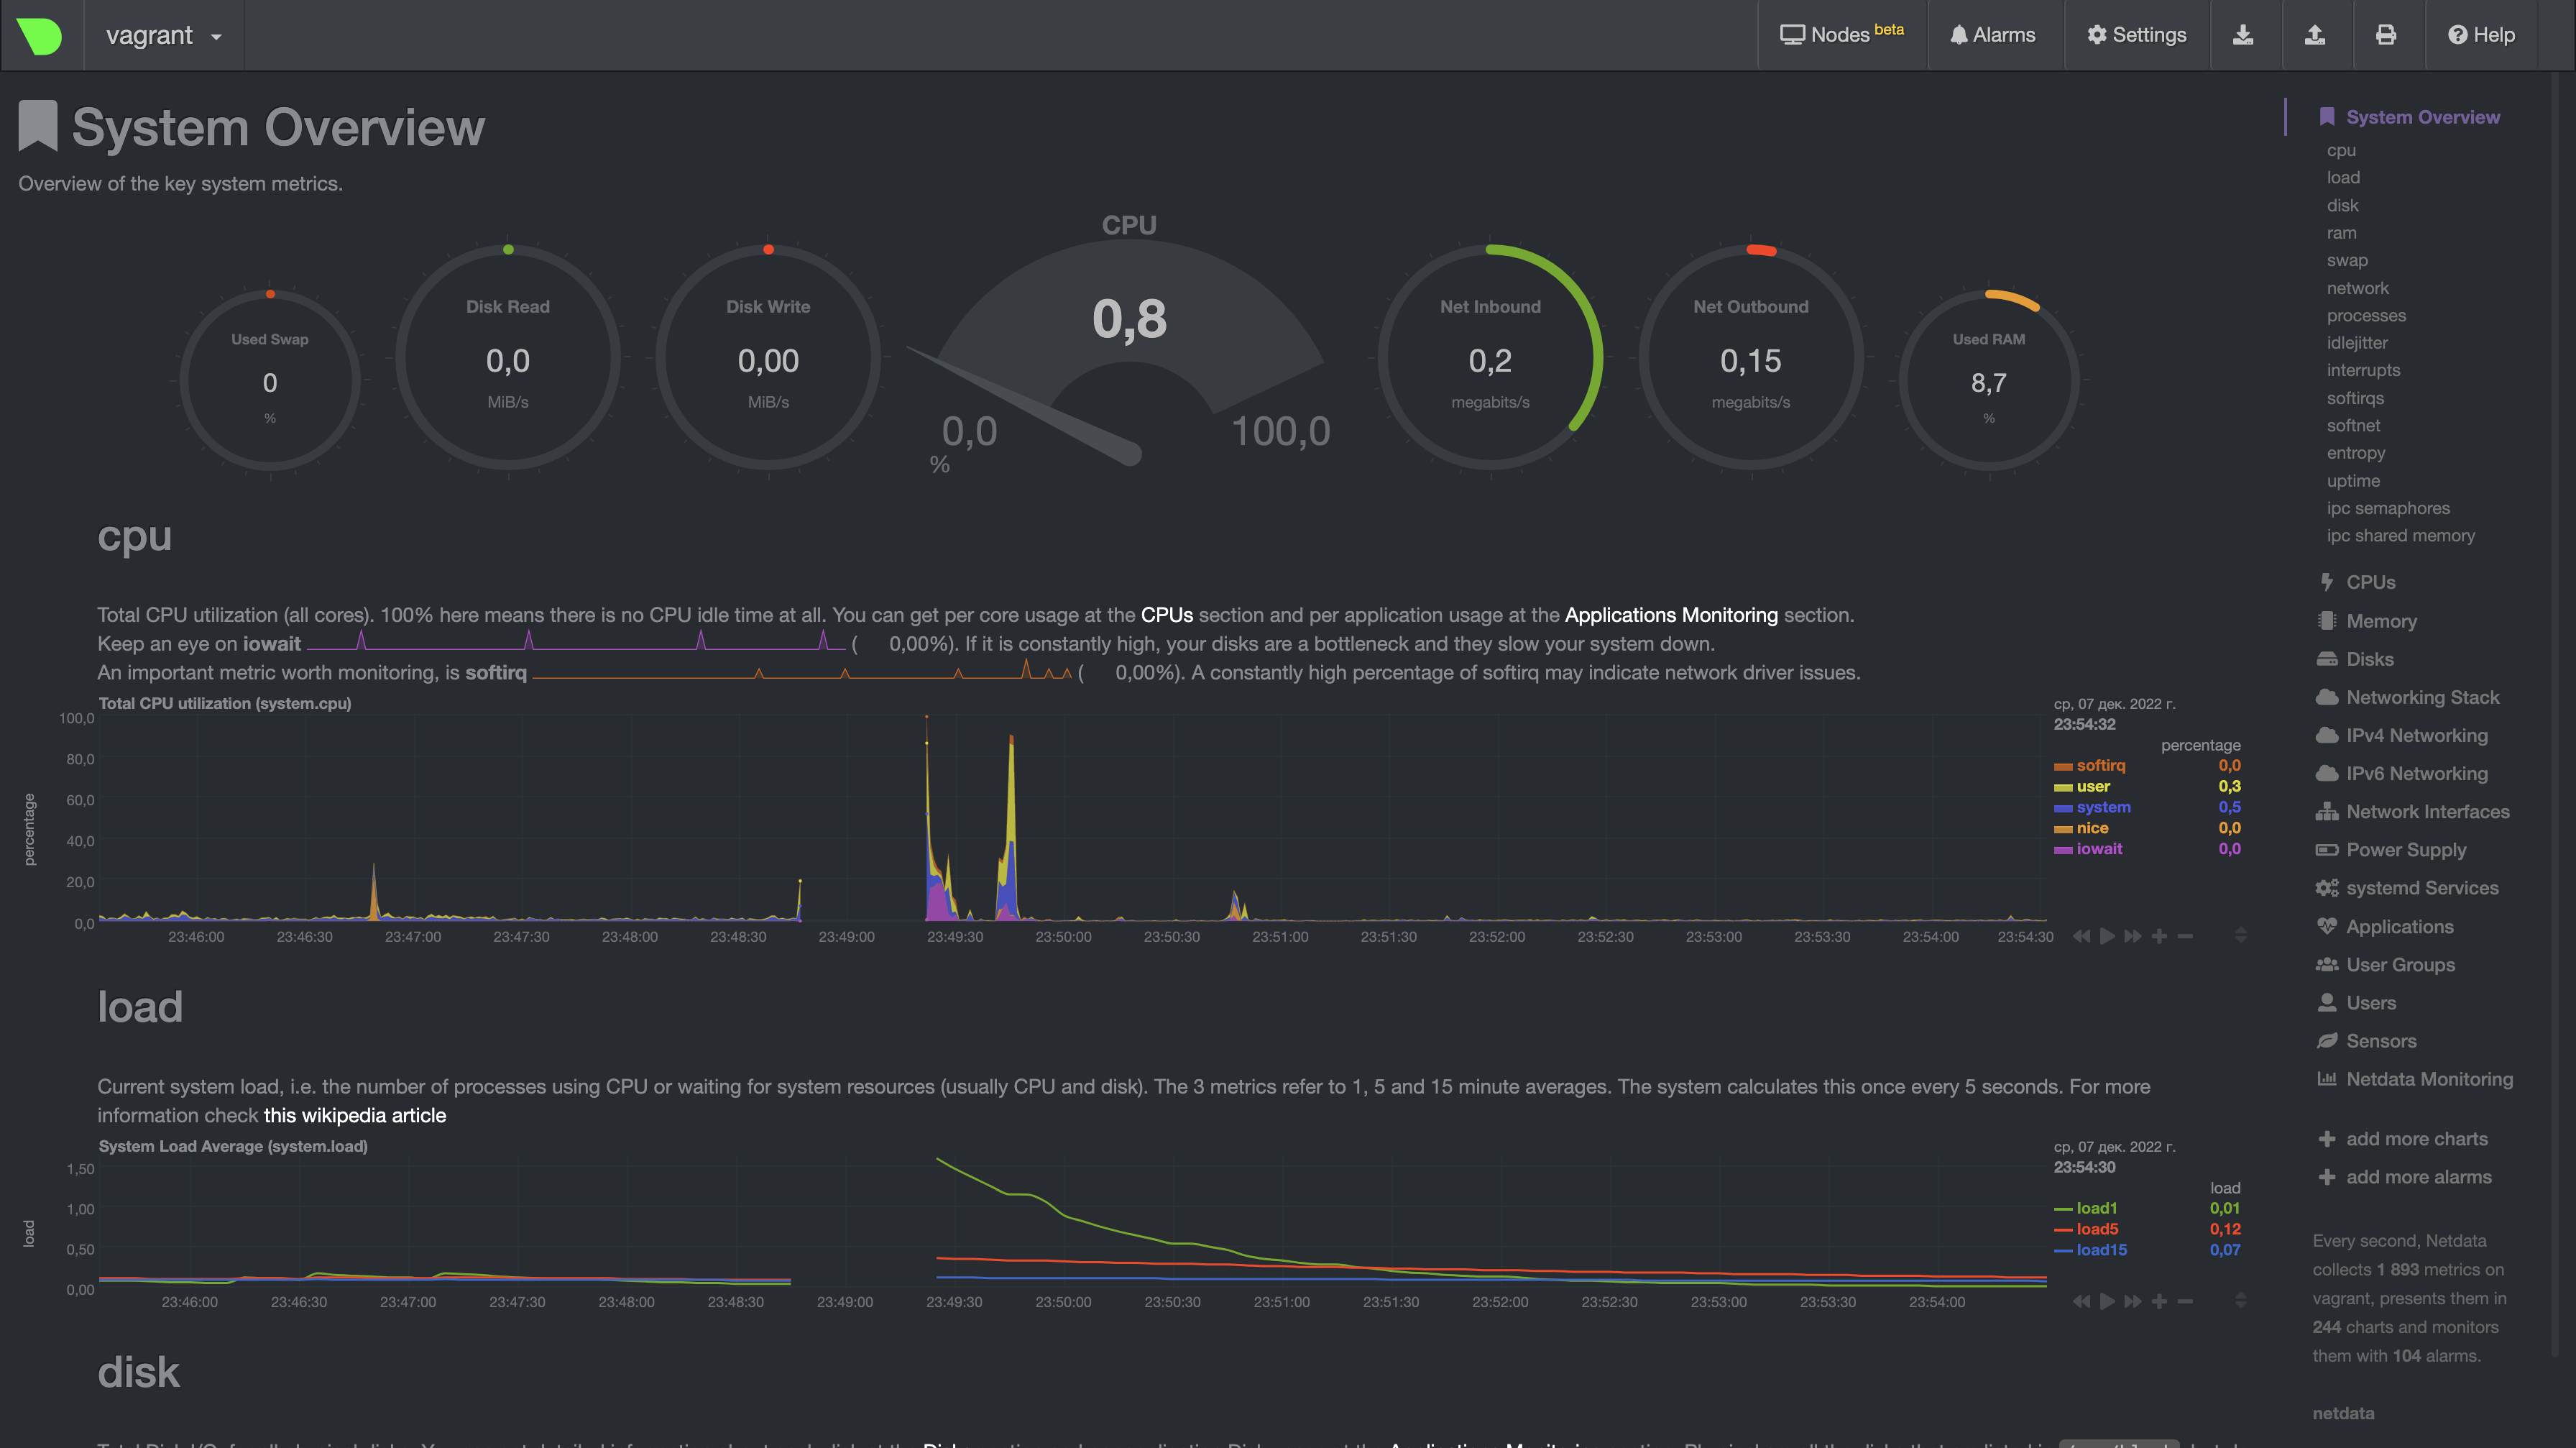 vagrant
Nodes beta
Alarms
Settings
Help
System Overview
Overview of the key system metrics.
Used Swap
0
%
Disk Read
0,0
MiB/s
Disk Write
0,00
MiB/s
CPU
0,8
0,0
100,0
%
Net Inbound
0,2
megabits/s
Net Outbound
0,15
megabits/s
Used RAM
8,7
%
cpu
Total CPU utilization (all cores). 100% here means there is no CPU idle time at all. You can get per core usage at the CPUs section and per application usage at the Applications Monitoring section.
Keep an eye on iowait ( 0,00%). If it is constantly high, your disks are a bottleneck and they slow your system down.
An important metric worth monitoring, is softirq ( 0,00%). A constantly high percentage of softirq may indicate network driver issues.
Total CPU utilization (system.cpu)
percentage
100,0
80,0
60,0
40,0
20,0
0,0
23:46:00 23:46:30 23:47:00 23:47:30 23:48:00 23:48:30 23:49:00 23:49:30 23:50:00 23:50:30 23:51:00 23:51:30 23:52:00 23:52:30 23:53:00 23:53:30 23:54:00 23:54:30
ср, 07 дек. 2022 г.
23:54:32
percentage
softirq 0,0
user 0,3
system 0,5
nice 0,0
iowait 0,0
load
Current system load, i.e. the number of processes using CPU or waiting for system resources (usually CPU and disk). The 3 metrics refer to 1, 5 and 15 minute averages. The system calculates this once every 5 seconds. For more
information check this wikipedia article
System Load Average (system.load)
load
1,50
1,00
0,50
0,00
23:46:00 23:46:30 23:47:00 23:47:30 23:48:00 23:48:30 23:49:00 23:49:30 23:50:00 23:50:30 23:51:00 23:51:30 23:52:00 23:52:30 23:53:00 23:53:30 23:54:00
ср, 07 дек. 2022 г.
23:54:30
load
load1 0,01
load5 0,12
load15 0,07
disk
System Overview
cpu
load
disk
ram
swap
network
processes
idlejitter
interrupts
softirqs
softnet
entropy
uptime
ipc semaphores
ipc shared memory
CPUs
Memory
Disks
Networking Stack
IPv4 Networking
IPv6 Networking
Network Interfaces
Power Supply
systemd Services
Applications
User Groups
Users
Sensors
Netdata Monitoring
add more charts
add more alarms
Every second, Netdata
collects 1 893 metrics on
vagrant, presents them in
244 charts and monitors
them with 104 alarms.
netdata